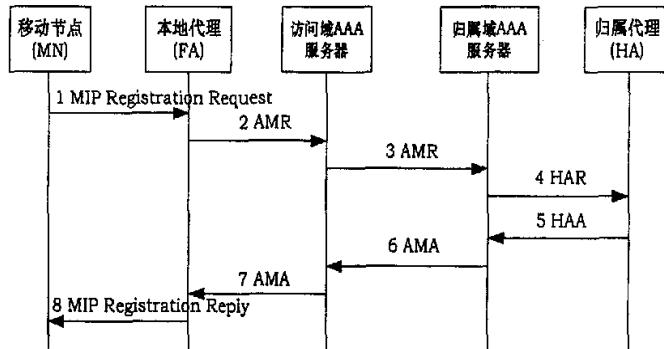 移动节点
(MN)
本地代理
(FA)
访问域AAA
服务器
归属域AAA
服务器
归属代理
(HA)
1 MIP Registration Request
2 AMR
3 AMR
4 HAR
5 HAA
6 AMA
7 AMA
8 MIP Registration Reply